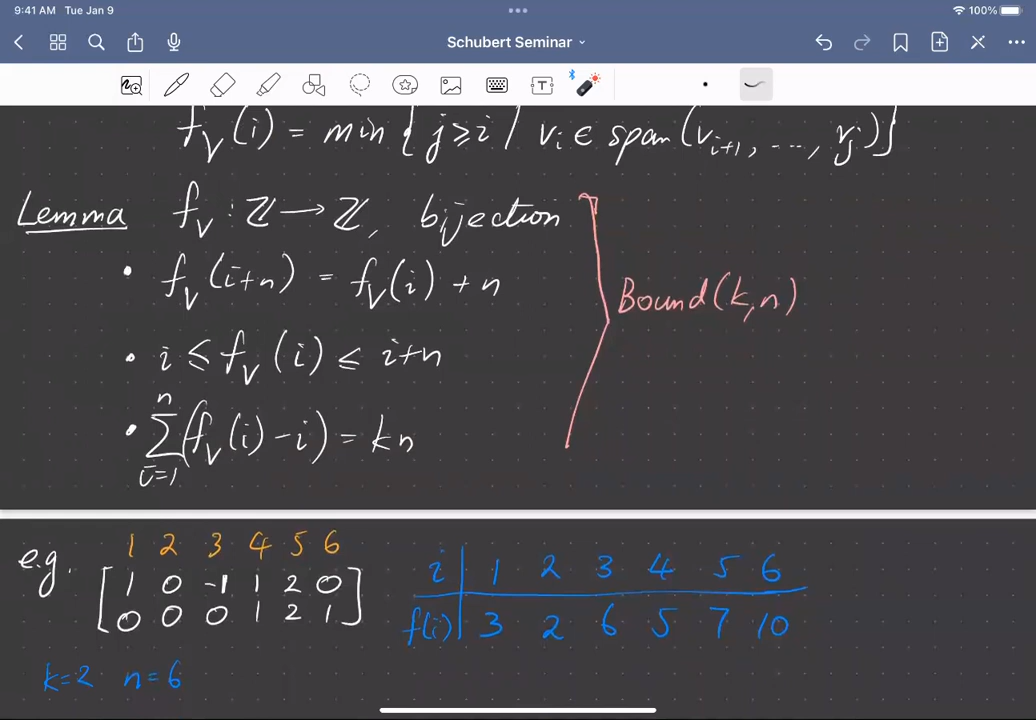 9:41 AM Tue Jan 9
100%
Schubert Seminar
f_V(i) = min{ j ≥ i / v_i ∈ span(v_{i+1}, ..., v_j)}
Lemma f_V : ℤ → ℤ, bijection
• f_V(i+n) = f_V(i) + n
Bound(k,n)
• i ≤ f_V(i) ≤ i+n
• ∑_{i=1}^{n} (f_V(i) - i) = kn
e.g. 1 2 3 4 5 6
[1 0 -1 1 2 0
0 0 0 1 2 1]
i | 1 2 3 4 5 6
f(i) | 3 2 6 5 7 10
k=2 n=6